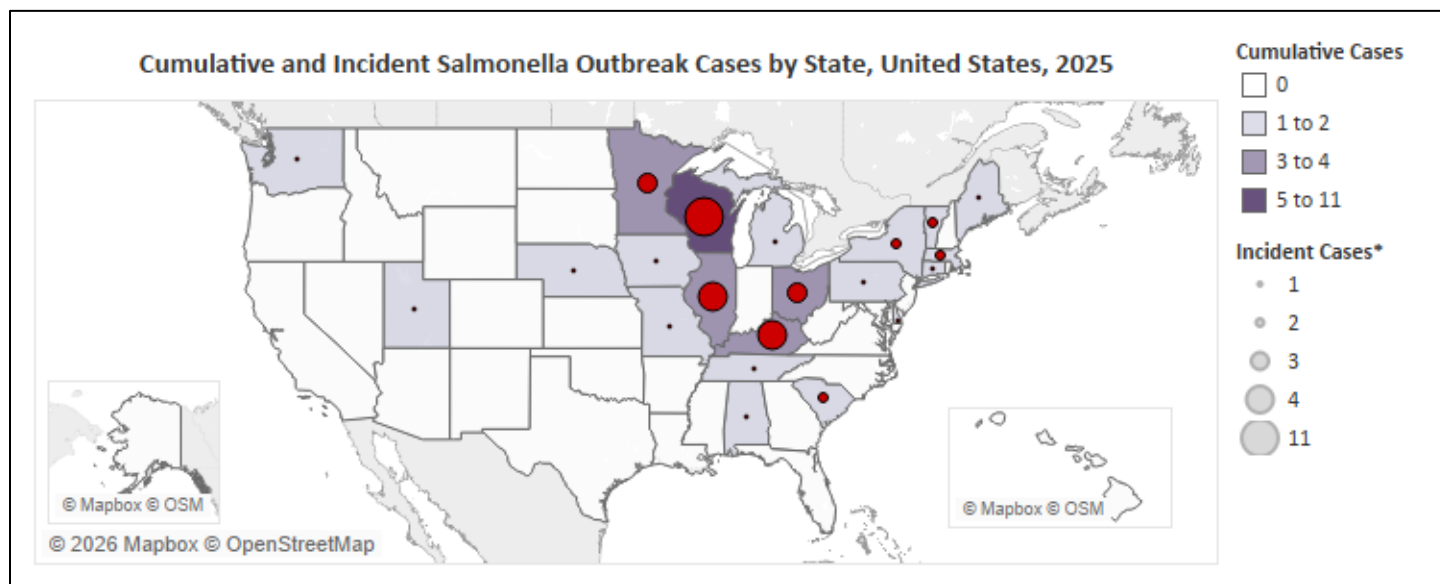 Cumulative and Incident Salmonella Outbreak Cases by State, United States, 2025
Cumulative Cases
0
1 to 2
3 to 4
5 to 11
Incident Cases*
1
2
3
4
11
© Mapbox © OSM
© Mapbox © OSM
© 2026 Mapbox © OpenStreetMap